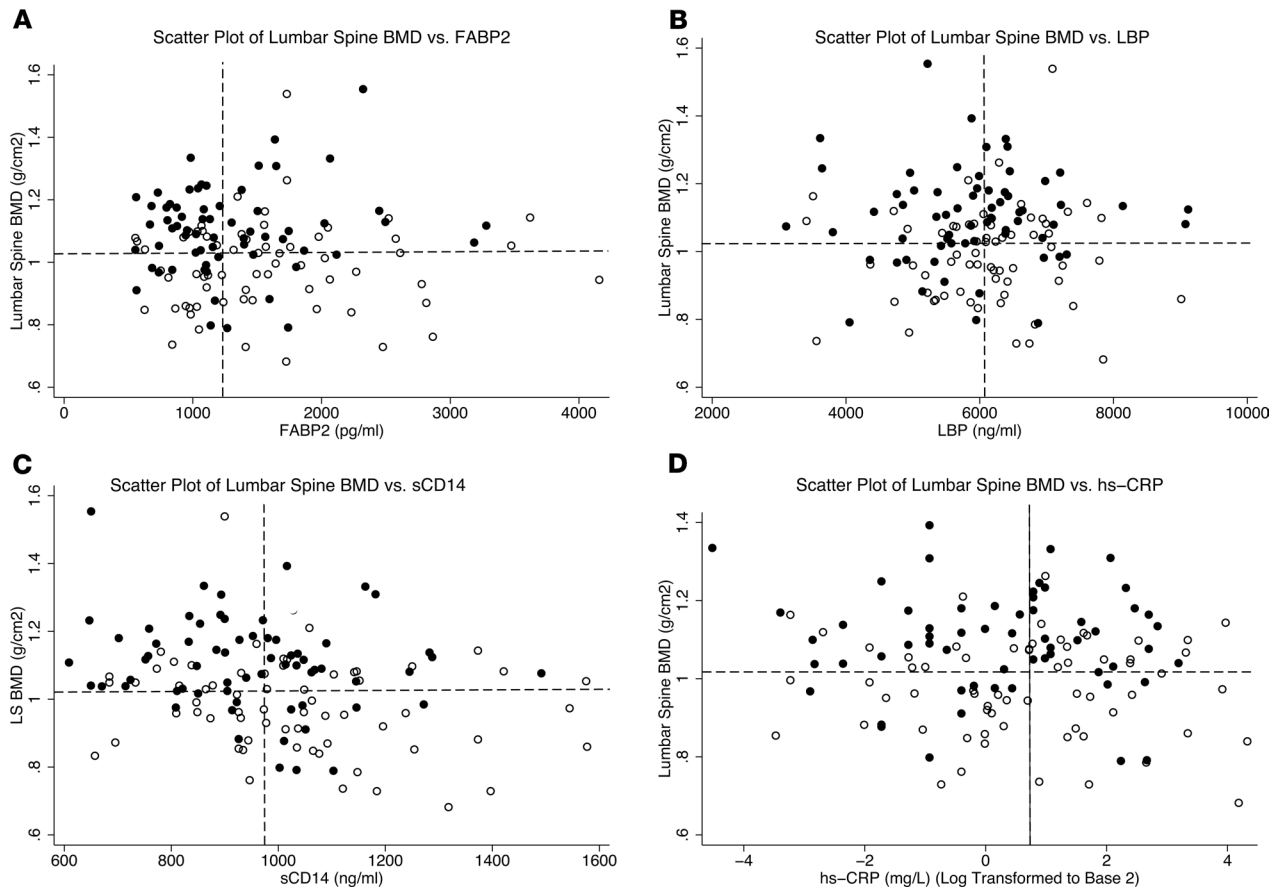 A
Scatter Plot of Lumbar Spine BMD vs. FABP2
Lumbar Spine BMD (g/cm2)
1.6
1.4
1.2
1
.8
.6
0 1000 2000 3000 4000
FABP2 (pg/ml)
B
Scatter Plot of Lumbar Spine BMD vs. LBP
Lumbar Spine BMD (g/cm2)
1.6
1.4
1.2
1
.8
.6
2000 4000 6000 8000 10000
LBP (ng/ml)
C
Scatter Plot of Lumbar Spine BMD vs. sCD14
LS BMD (g/cm2)
1.6
1.4
1.2
1
.8
.6
600 800 1000 1200 1400 1600
sCD14 (ng/ml)
D
Scatter Plot of Lumbar Spine BMD vs. hs−CRP
Lumbar Spine BMD (g/cm2)
1.4
1.2
1
.8
.6
−4 −2 0 2 4
hs−CRP (mg/L) (Log Transformed to Base 2)